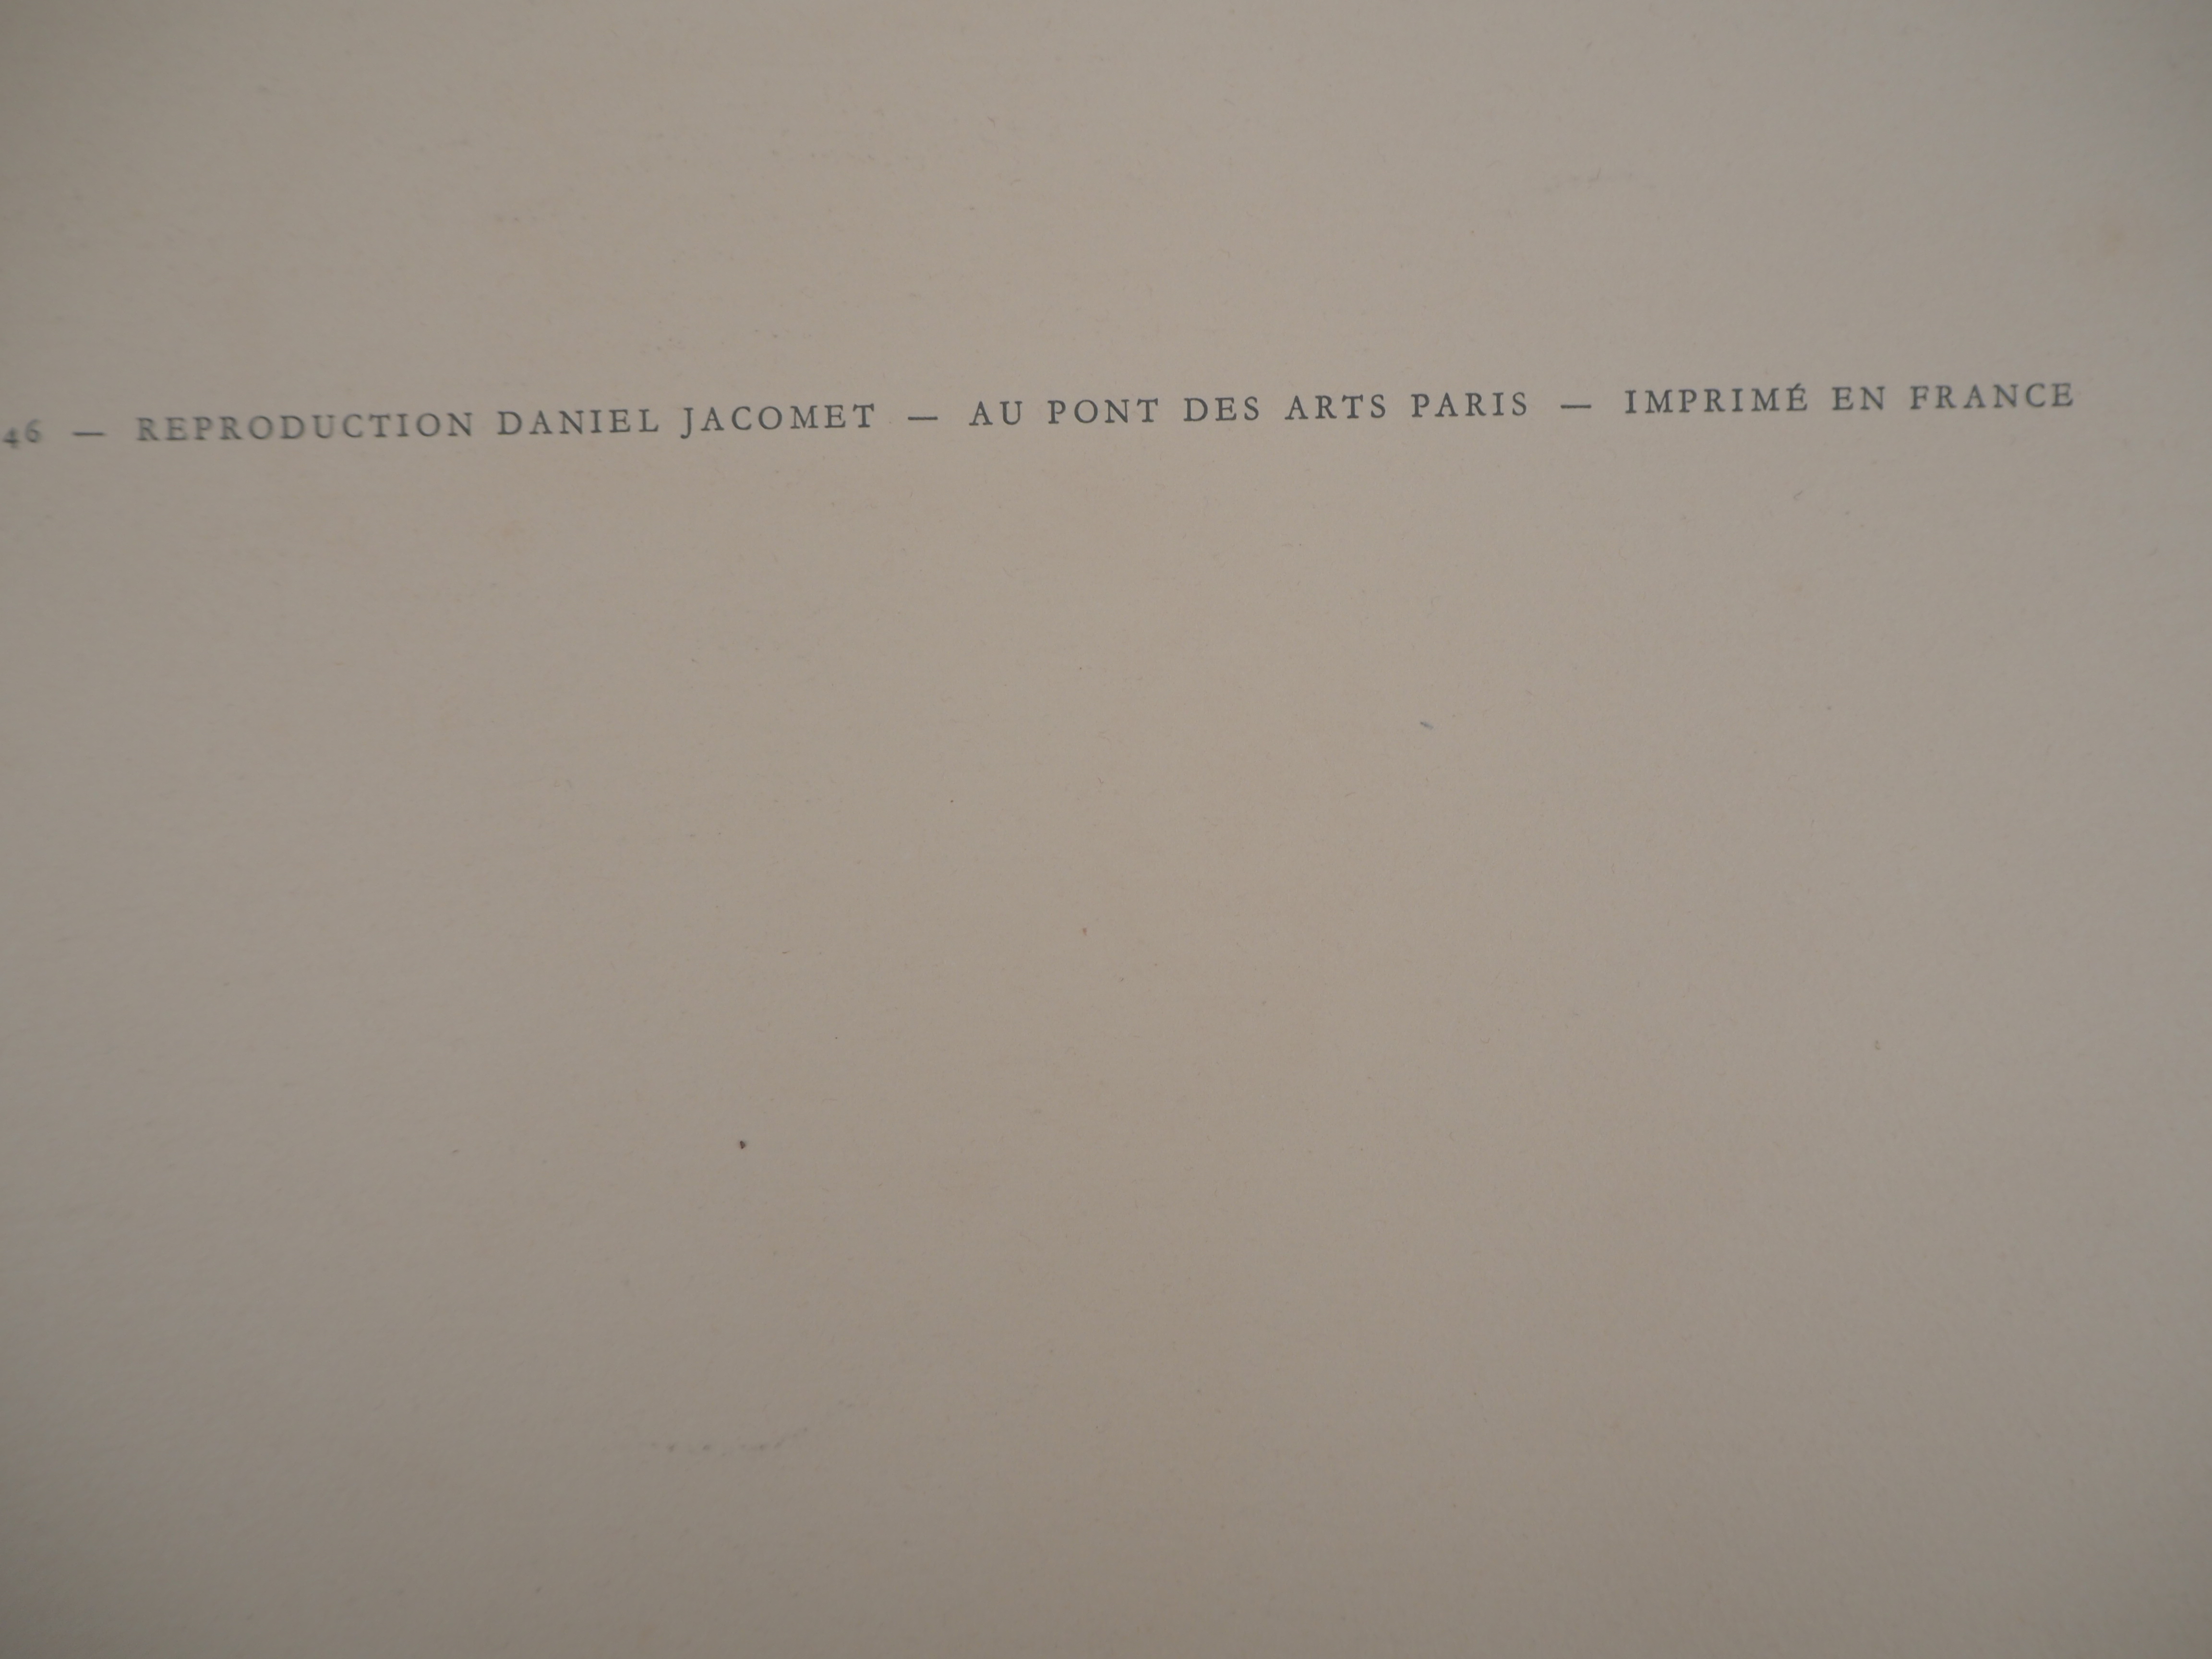 46 — REPRODUCTION DANIEL JACOMET — AU PONT DES ARTS PARIS — IMPRIMÉ EN FRANCE